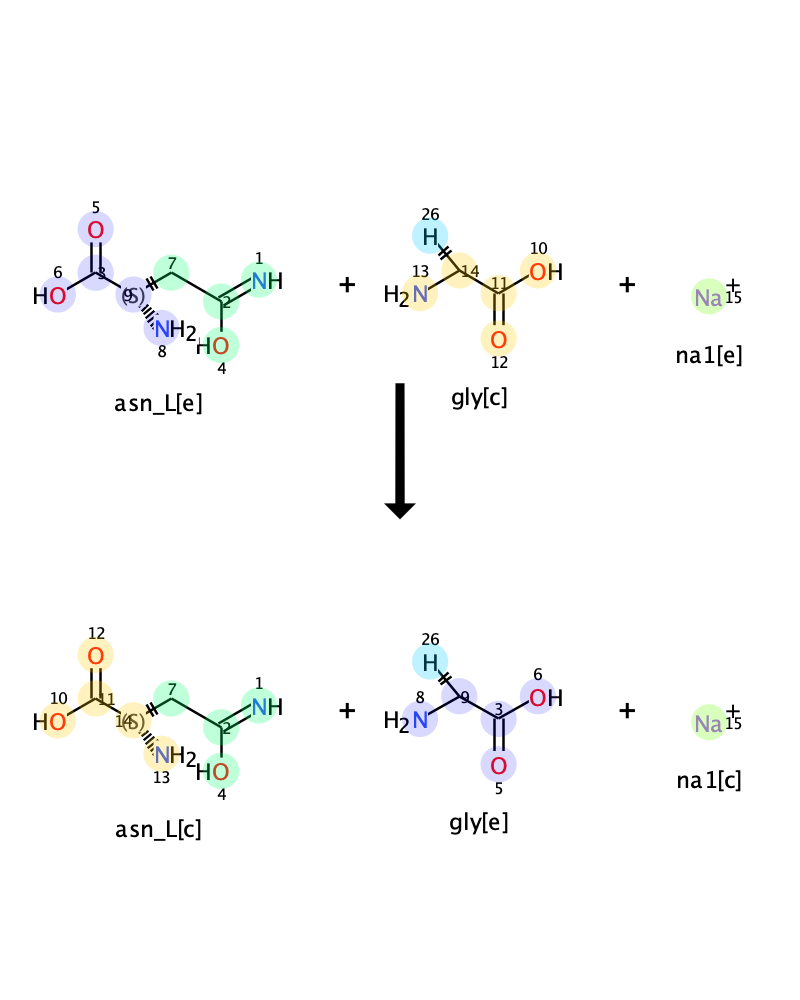 5 26 10
6 3 7 1 13 14 11
O H OH
HO (S) 9 2 NH + H₂N + Na⁺ 15
NH₂ HO O
8 4 12
asn_L[e] gly[c] na1[e]
12 26 6
10 11 7 1 8 9 3
O H OH
HO (S) 14 2 NH + H₂N + Na⁺ 15
NH₂ HO O
13 4 5
asn_L[c] gly[e] na1[c]